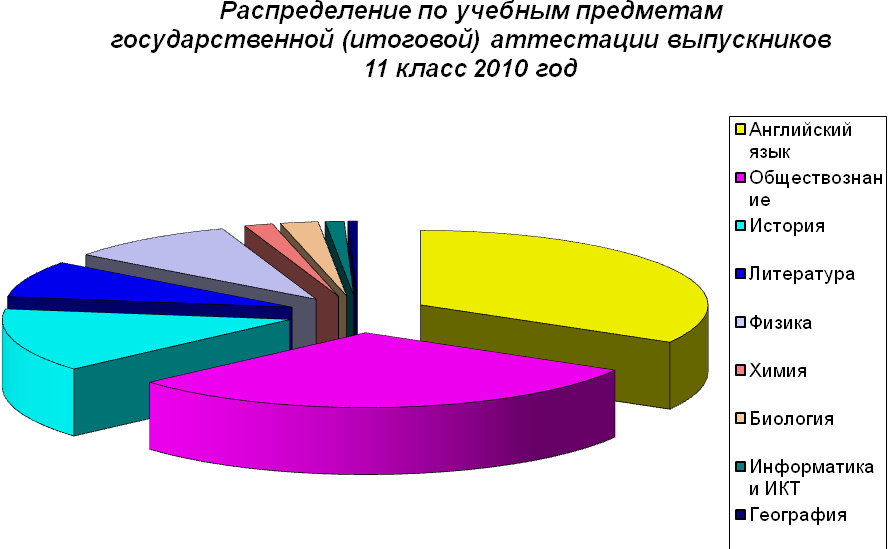 Распределение по учебным предметам
государственной (итоговой) аттестации выпускников
11 класс 2010 год
Английский
язык
Обществознан
ие
История
Литература
Физика
Химия
Биология
Информатика
и ИКТ
География